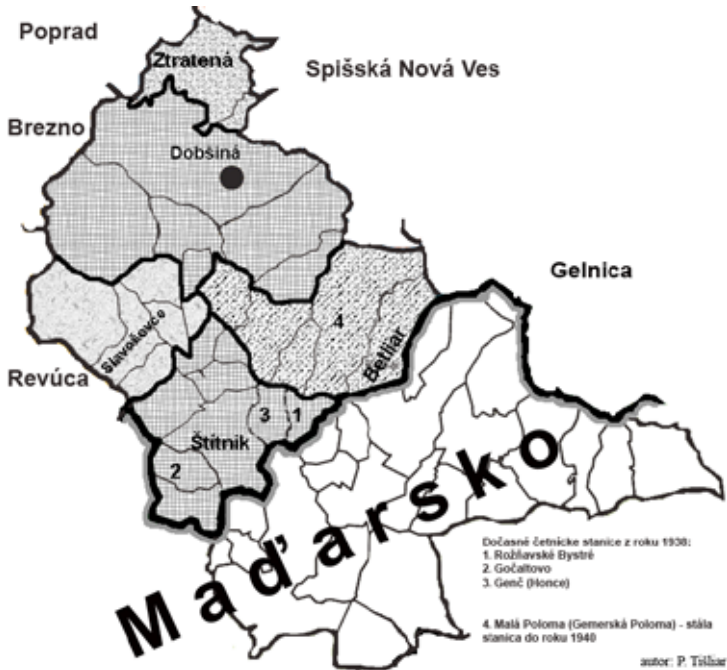 Poprad
Ztratená
Spišská Nová Ves
Brezno
Dobšiná
Gelnica
4
Betliar
Slavošovce
Revúca
3
1
Štítnik
2
Maďarsko
Dočasné četnícke stanice z roku 1938:
1. Rožňavské Bystré
2. Gočaltovo
3. Genč (Honce)
4. Malá Poloma (Gemerská Poloma) - stála
stanica do roku 1940
autor: P. Tišliar